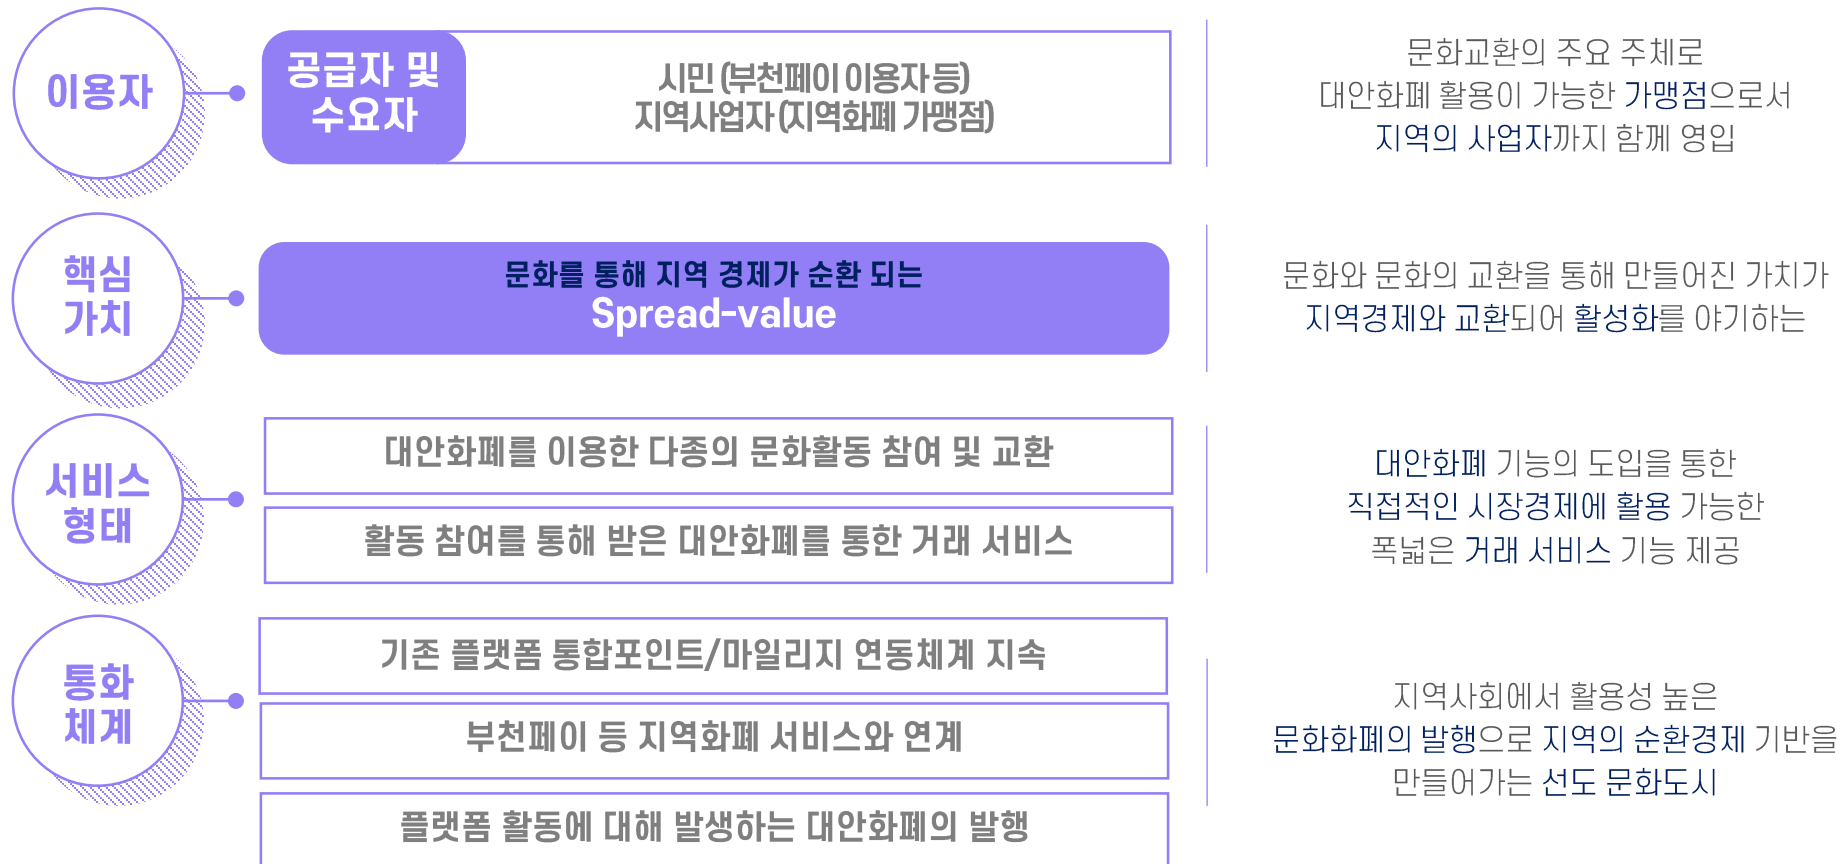 이용자
공급자 및
수요자
시민 (부천페이 이용자 등)
지역사업자 (지역화폐 가맹점)
문화교환의 주요 주체로
대안화폐 활용이 가능한 가맹점으로서
지역의 사업자까지 함께 영입
핵심
가치
문화를 통해 지역 경제가 순환 되는
Spread-value
문화와 문화의 교환을 통해 만들어진 가치가
지역경제와 교환되어 활성화를 야기하는
서비스
형태
대안화폐를 이용한 다종의 문화활동 참여 및 교환
활동 참여를 통해 받은 대안화폐를 통한 거래 서비스
대안화폐 기능의 도입을 통한
직접적인 시장경제에 활용 가능한
폭넓은 거래 서비스 기능 제공
통화
체계
기존 플랫폼 통합포인트/마일리지 연동체계 지속
부천페이 등 지역화폐 서비스와 연계
플랫폼 활동에 대해 발생하는 대안화폐의 발행
지역사회에서 활용성 높은
문화화폐의 발행으로 지역의 순환경제 기반을
만들어가는 선도 문화도시